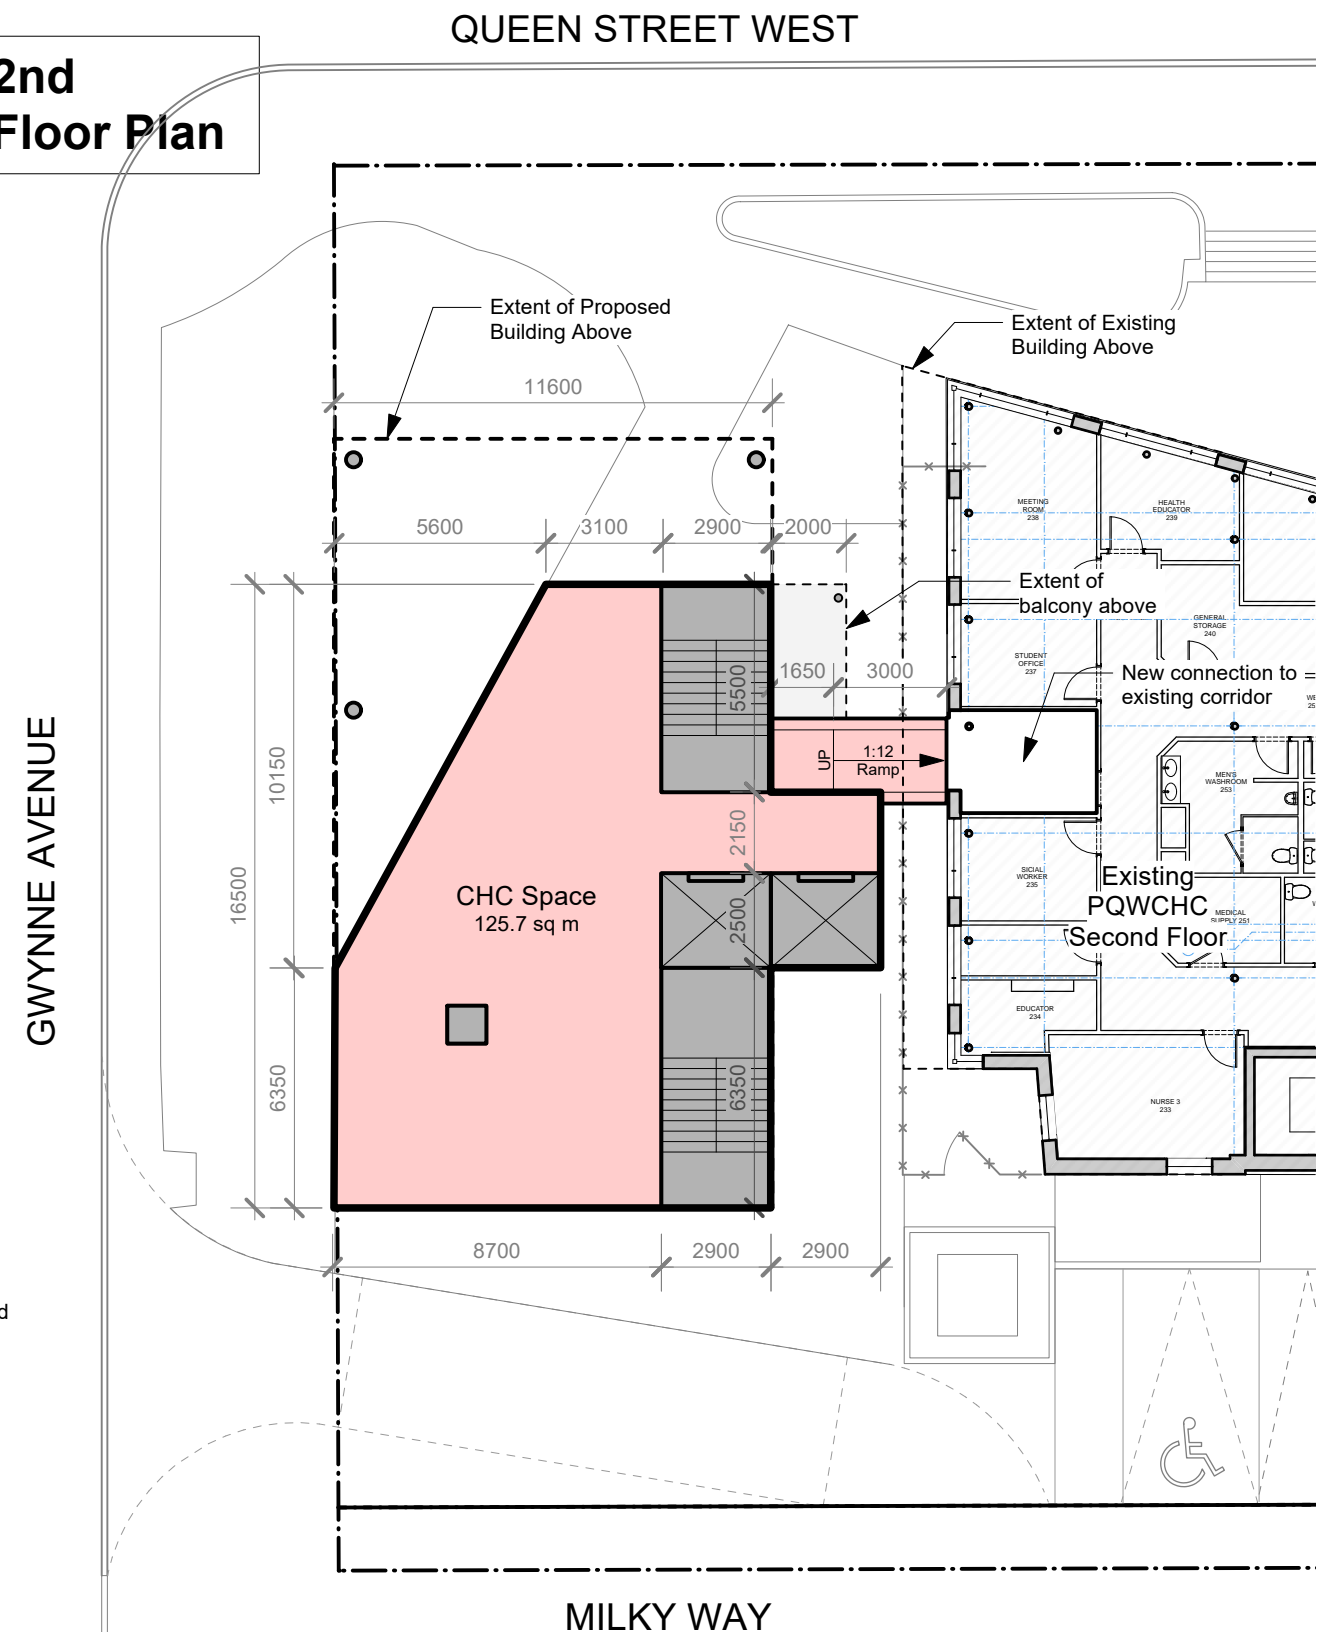 QUEEN STREET WEST
2nd
Floor Plan
Extent of Proposed
Building Above
Extent of Existing
Building Above
11600
5600
3100
2900
2000
MEETING
ROOM
238
HEALTH
EDUCATOR
239
Extent of
balcony above
GENERAL
STORAGE
240
STUDENT
OFFICE
237
New connection to
existing corridor
WE
25
1650
3000
5500
UP
1:12
Ramp
MEN'S
WASHROOM
253
GWYNNE AVENUE
10150
16500
2150
CHC Space
125.7 sq m
2500
SICIAL
WORKER
235
Existing
PQWCHC
Second Floor
MEDICAL
SUPPLY 251
EDUCATOR
234
6350
6350
NURSE 3
233
8700
2900
2900
d
MILKY WAY